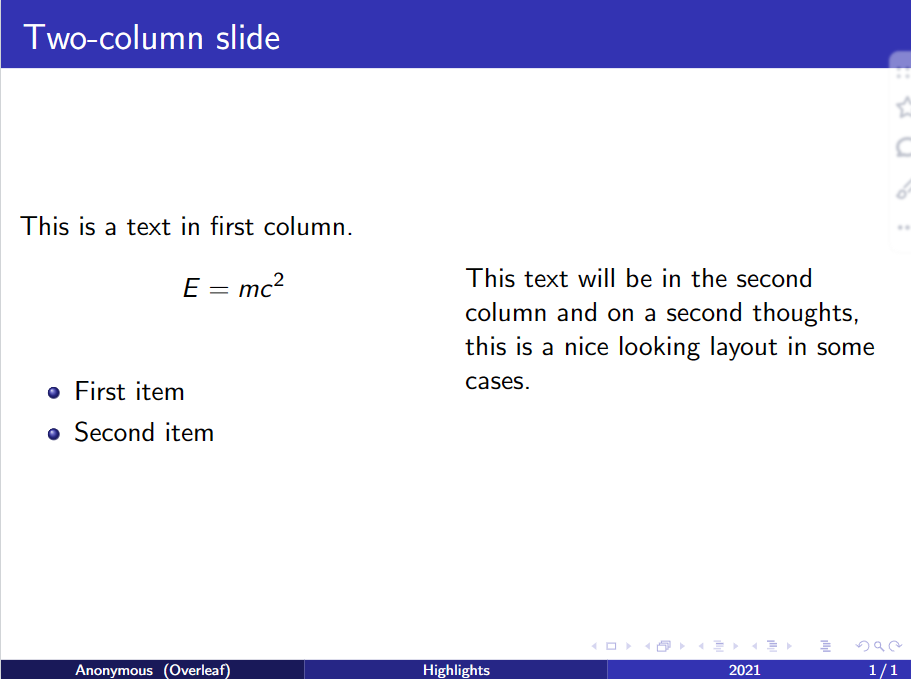 Two-column slide
This is a text in first column.
E = mc²
First item
Second item
This text will be in the second
column and on a second thoughts,
this is a nice looking layout in some
cases.
Anonymous (Overleaf)
Highlights
2021
1 / 1